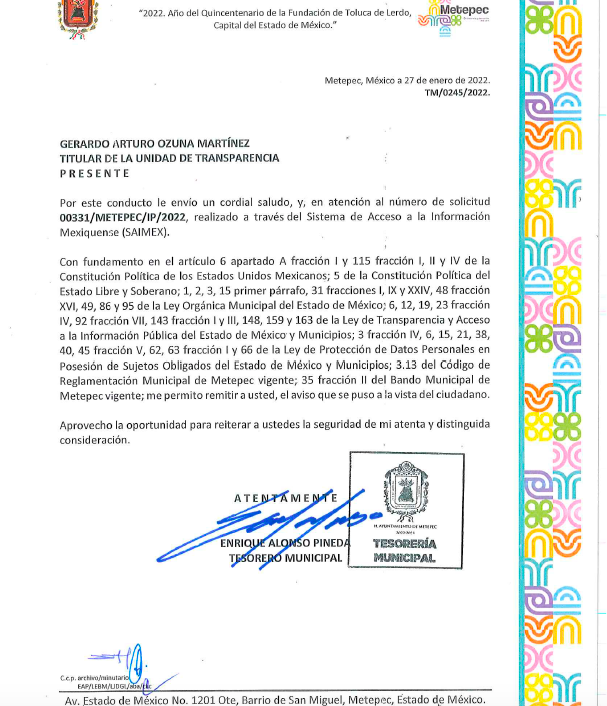 "2022. Año del Quincentenario de la Fundación de Toluca de Lerdo,
Capital del Estado de México."
Metepec
Metepec, México a 27 de enero de 2022.
TM/0245/2022.
GERARDO ARTURO OZUNA MARTÍNEZ
TITULAR DE LA UNIDAD DE TRANSPARENCIA
P R E S E N T E
Por este conducto le envío un cordial saludo, y, en atención al número de solicitud
00331/METEPEC/IP/2022, realizado a través del Sistema de Acceso a la Información
Mexiquense (SAIMEX).
Con fundamento en el artículo 6 apartado A fracción I y 115 fracción I, II y IV de la
Constitución Política de los Estados Unidos Mexicanos; 5 de la Constitución Política del
Estado Libre y Soberano; 1, 2, 3, 15 primer párrafo, 31 fracciones I, IX y XXIV, 48 fracción
XVI, 49, 86 y 95 de la Ley Orgánica Municipal del Estado de México; 6, 12, 19, 23 fracción
IV, 92 fracción VII, 143 fracción I y III, 148, 159 y 163 de la Ley de Transparencia y Acceso
a la Información Pública del Estado de México y Municipios; 3 fracción IV, 6, 15, 21, 38,
40, 45 fracción V, 62, 63 fracción I y 66 de la Ley de Protección de Datos Personales en
Posesión de Sujetos Obligados del Estado de México y Municipios; 3.13 del Código de
Reglamentación Municipal de Metepec vigente; 35 fracción II del Bando Municipal de
Metepec vigente; me permito remitir a usted, el aviso que se puso a la vista del ciudadano.
Aprovecho la oportunidad para reiterar a ustedes la seguridad de mi atenta y distinguida
consideración.
A T E N T A M E N T E
ENRIQUE ALONSO PINEDA
TESORERO MUNICIPAL
H. AYUNTAMIENTO DE METEPEC
TESORERÍA
MUNICIPAL
C.c.p. archivo/minutario
EAP/LEBM/LJDGL/
Av. Estado de México No. 1201 Ote, Barrio de San Miguel, Metepec, Estado de México.